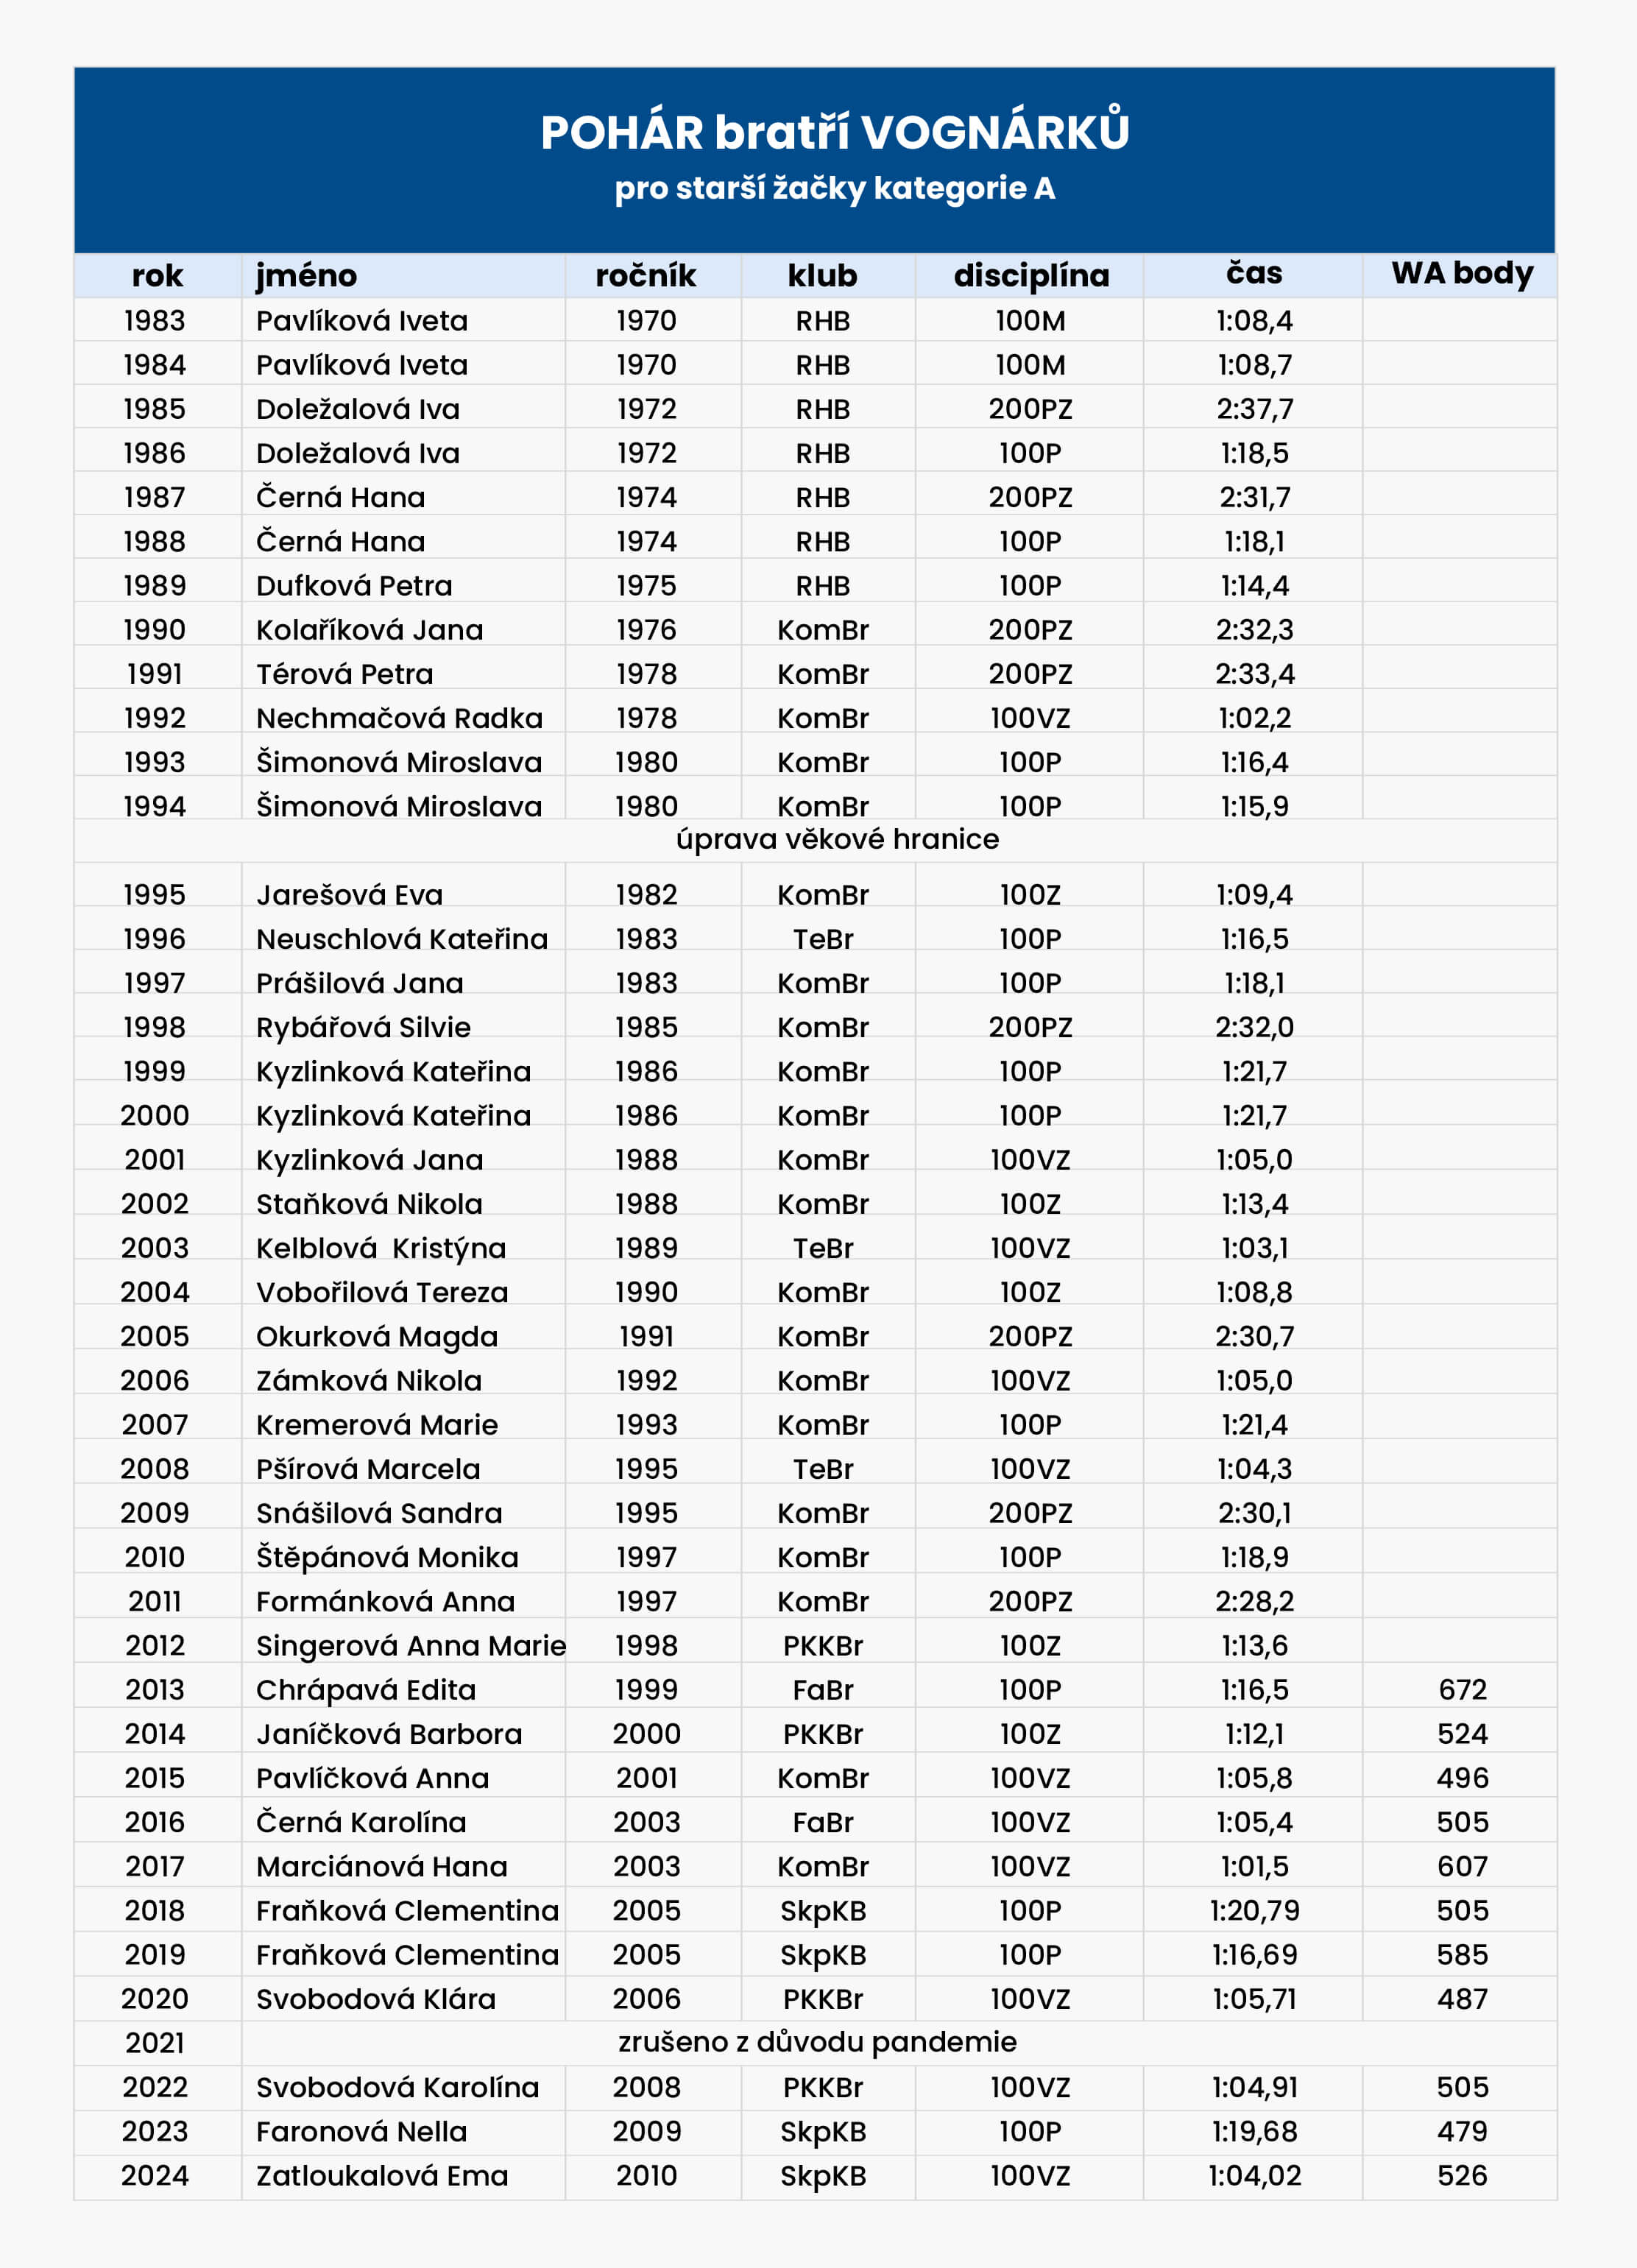 POHÁR bratří VOGNÁRKŮ
pro starší žačky kategorie A
rok jméno ročník klub disciplína čas WA body
1983 Pavlíková Iveta 1970 RHB 100M 1:08,4
1984 Pavlíková Iveta 1970 RHB 100M 1:08,7
1985 Doležalová Iva 1972 RHB 200PZ 2:37,7
1986 Doležalová Iva 1972 RHB 100P 1:18,5
1987 Černá Hana 1974 RHB 200PZ 2:31,7
1988 Černá Hana 1974 RHB 100P 1:18,1
1989 Dufková Petra 1975 RHB 100P 1:14,4
1990 Kolaříková Jana 1976 KomBr 200PZ 2:32,3
1991 Térová Petra 1978 KomBr 200PZ 2:33,4
1992 Nechmačová Radka 1978 KomBr 100VZ 1:02,2
1993 Šimonová Miroslava 1980 KomBr 100P 1:16,4
1994 Šimonová Miroslava 1980 KomBr 100P 1:15,9
úprava věkové hranice
1995 Jarešová Eva 1982 KomBr 100Z 1:09,4
1996 Neuschlová Kateřina 1983 TeBr 100P 1:16,5
1997 Prášilová Jana 1983 KomBr 100P 1:18,1
1998 Rybářová Silvie 1985 KomBr 200PZ 2:32,0
1999 Kyzlinková Kateřina 1986 KomBr 100P 1:21,7
2000 Kyzlinková Kateřina 1986 KomBr 100P 1:21,7
2001 Kyzlinková Jana 1988 KomBr 100VZ 1:05,0
2002 Staňková Nikola 1988 KomBr 100Z 1:13,4
2003 Kelblová Kristýna 1989 TeBr 100VZ 1:03,1
2004 Vobořilová Tereza 1990 KomBr 100Z 1:08,8
2005 Okurková Magda 1991 KomBr 200PZ 2:30,7
2006 Zámková Nikola 1992 KomBr 100VZ 1:05,0
2007 Kremerová Marie 1993 KomBr 100P 1:21,4
2008 Pšírová Marcela 1995 TeBr 100VZ 1:04,3
2009 Snášilová Sandra 1995 KomBr 200PZ 2:30,1
2010 Štěpánová Monika 1997 KomBr 100P 1:18,9
2011 Formánková Anna 1997 KomBr 200PZ 2:28,2
2012 Singerová Anna Marie 1998 PKKBr 100Z 1:13,6
2013 Chrápavá Edita 1999 FaBr 100P 1:16,5 672
2014 Janíčková Barbora 2000 PKKBr 100Z 1:12,1 524
2015 Pavlíčková Anna 2001 KomBr 100VZ 1:05,8 496
2016 Černá Karolína 2003 FaBr 100VZ 1:05,4 505
2017 Marciánová Hana 2003 KomBr 100VZ 1:01,5 607
2018 Fraňková Clementina 2005 SkpKB 100P 1:20,79 505
2019 Fraňková Clementina 2005 SkpKB 100P 1:16,69 585
2020 Svobodová Klára 2006 PKKBr 100VZ 1:05,71 487
2021 zrušeno z důvodu pandemie
2022 Svobodová Karolína 2008 PKKBr 100VZ 1:04,91 505
2023 Faronová Nella 2009 SkpKB 100P 1:19,68 479
2024 Zatloukalová Ema 2010 SkpKB 100VZ 1:04,02 526